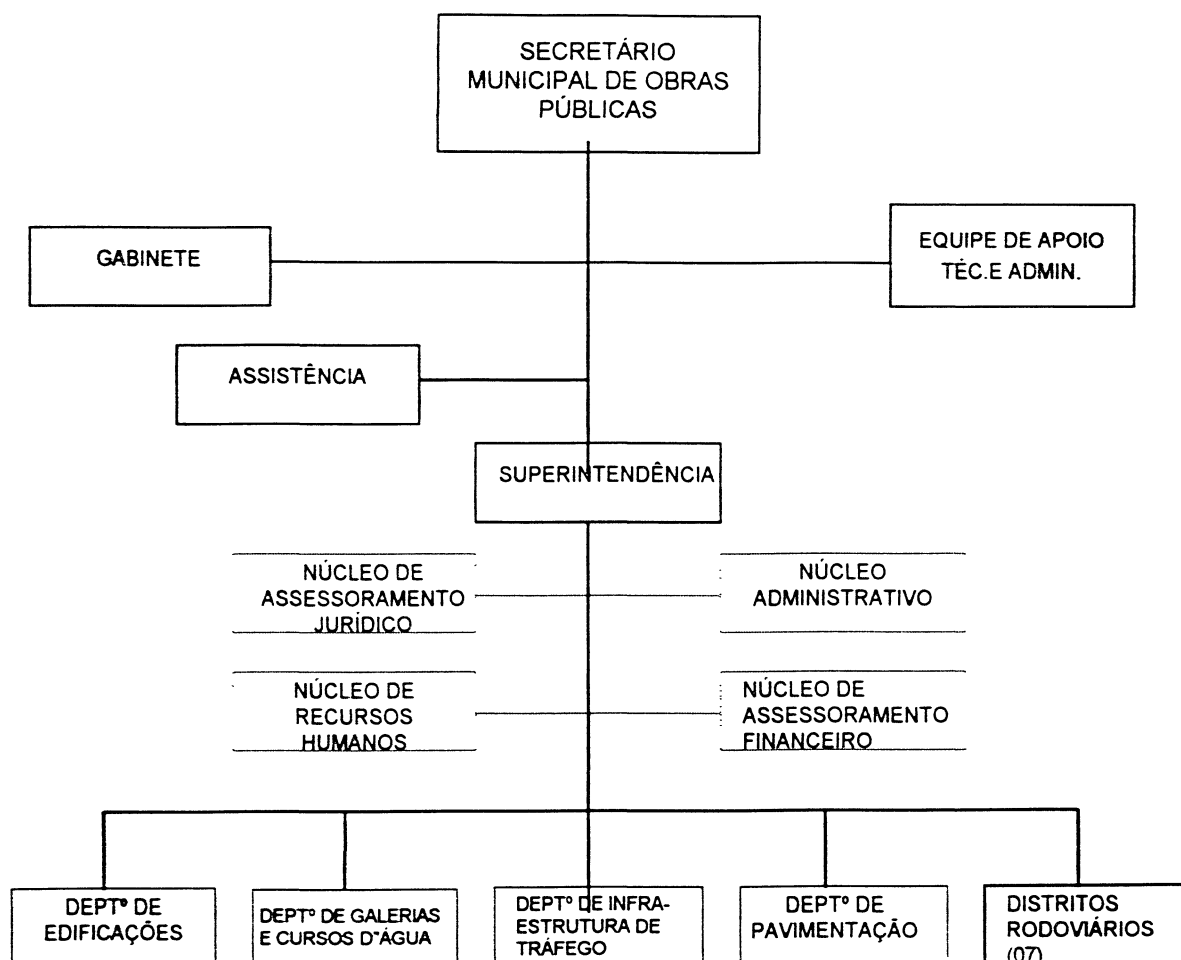 SECRETÁRIO
MUNICIPAL DE OBRAS
PÚBLICAS
GABINETE
EQUIPE DE APOIO
TÉC.E ADMIN.
ASSISTÊNCIA
SUPERINTENDÊNCIA
NÚCLEO DE
ASSESSORAMENTO
JURÍDICO
NÚCLEO
ADMINISTRATIVO
NÚCLEO DE
RECURSOS
HUMANOS
NÚCLEO DE
ASSESSORAMENTO
FINANCEIRO
DEPTº DE
EDIFICAÇÕES
DEPTº DE GALERIAS
E CURSOS D¨ÁGUA
DEPTº DE INFRA-
ESTRUTURA DE
TRÁFEGO
DEPTº DE
PAVIMENTAÇÃO
DISTRITOS
RODOVIÁRIOS
(07)